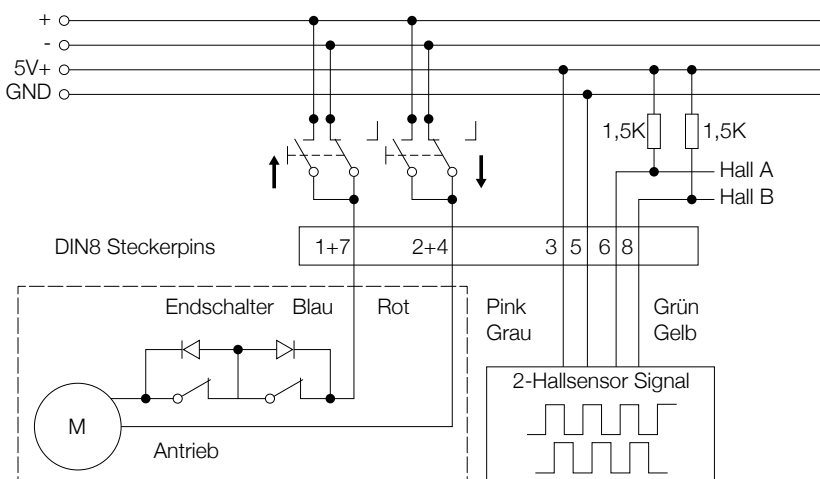 +
-
5V+
GND
1,5K 1,5K
Hall A
Hall B
DIN8 Steckerpins 1+7 2+4 3 5 6 8
Endschalter Blau Rot Pink Grün
Grau Gelb
2-Hallsensor Signal
M
Antrieb